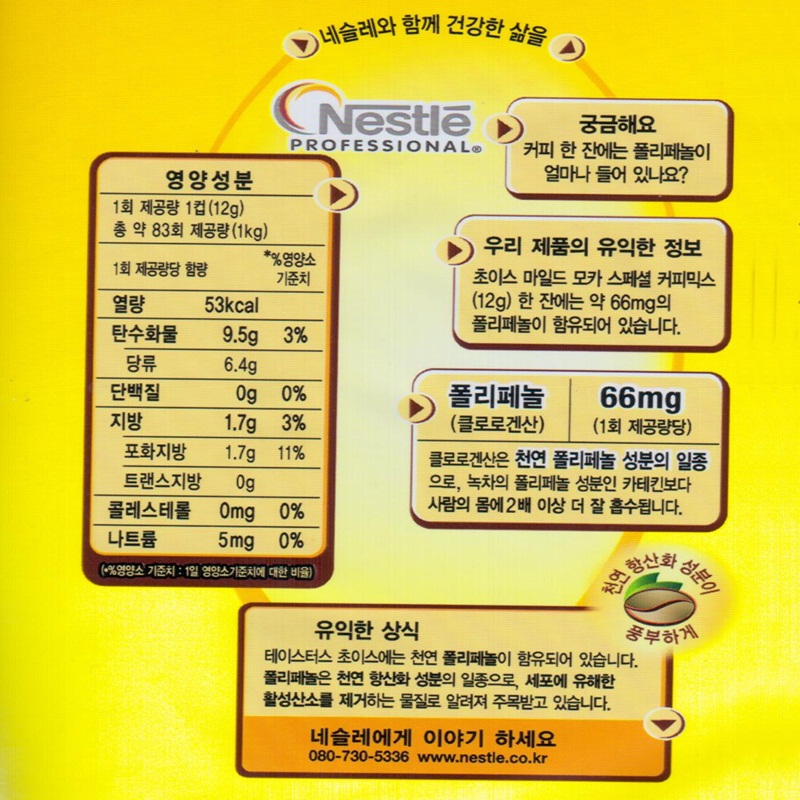 네슬레와 함께 건강한 삶을
Nestlé
PROFESSIONAL®
궁금해요
커피 한 잔에는 폴리페놀이
얼마나 들어 있나요?
영양성분
1회 제공량 1컵(12g)
총 약 83회 제공량(1kg)
1회 제공량당 함량 *%영양소
기준치
열량 53kcal
탄수화물 9.5g 3%
당류 6.4g
단백질 0g 0%
지방 1.7g 3%
포화지방 1.7g 11%
트랜스지방 0g
콜레스테롤 0mg 0%
나트륨 5mg 0%
(*%영양소 기준치 : 1일 영양소기준치에 대한 비율)
우리 제품의 유익한 정보
초이스 마일드 모카 스페셜 커피믹스
(12g) 한 잔에는 약 66mg의
폴리페놀이 함유되어 있습니다.
폴리페놀 66mg
(클로로겐산) (1회 제공량당)
클로로겐산은 천연 폴리페놀 성분의 일종
으로, 녹차의 폴리페놀 성분인 카테킨보다
사람의 몸에 2배 이상 더 잘 흡수됩니다.
천연 항산화 성분이
풍부하게
유익한 상식
테이스터스 초이스에는 천연 폴리페놀이 함유되어 있습니다.
폴리페놀은 천연 항산화 성분의 일종으로, 세포에 유해한
활성산소를 제거하는 물질로 알려져 주목받고 있습니다.
네슬레에게 이야기 하세요
080-730-5336 www.nestle.co.kr